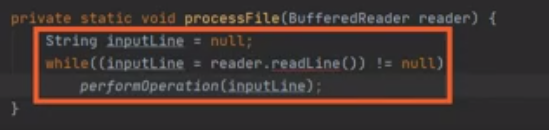 private static void processFile(BufferedReader reader) {
String inputLine = null;
while((inputLine = reader.readLine()) != null)
performOperation(inputLine);
}